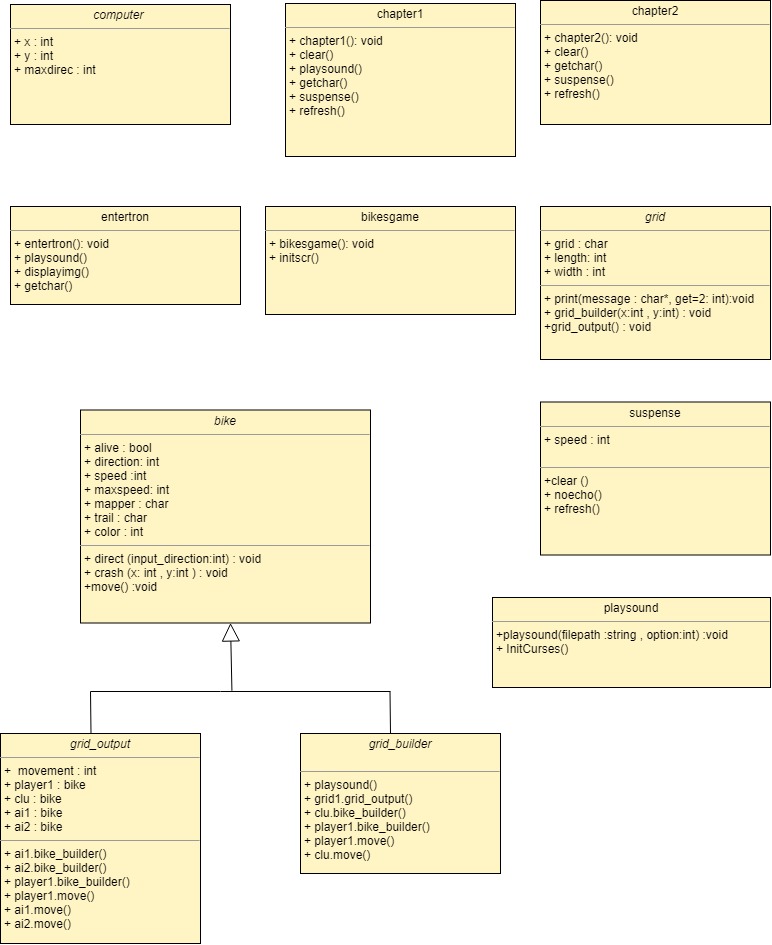 computer
+ x : int
+ y : int
+ maxdirec : int
chapter1
+ chapter1(): void
+ clear()
+ playsound()
+ getchar()
+ suspense()
+ refresh()
chapter2
+ chapter2(): void
+ clear()
+ getchar()
+ suspense()
+ refresh()
entertron
+ entertron(): void
+ playsound()
+ displayimg()
+ getchar()
bikesgame
+ bikesgame(): void
+ initscr()
grid
+ grid : char
+ length: int
+ width : int
+ print(message : char*, get=2: int):void
+ grid_builder(x:int , y:int) : void
+grid_output() : void
bike
+ alive : bool
+ direction: int
+ speed :int
+ maxspeed: int
+ mapper : char
+ trail : char
+ color : int
+ direct (input_direction:int) : void
+ crash (x: int , y:int ) : void
+move() :void
suspense
+ speed : int
+clear ()
+ noecho()
+ refresh()
playsound
+playsound(filepath :string , option:int) :void
+ InitCurses()
grid_output
+  movement : int
+ player1 : bike
+ clu : bike
+ ai1 : bike
+ ai2 : bike
+ ai1.bike_builder()
+ ai2.bike_builder()
+ player1.bike_builder()
+ player1.move()
+ ai1.move()
+ ai2.move()
grid_builder
+ playsound()
+ grid1.grid_output()
+ clu.bike_builder()
+ player1.bike_builder()
+ player1.move()
+ clu.move()